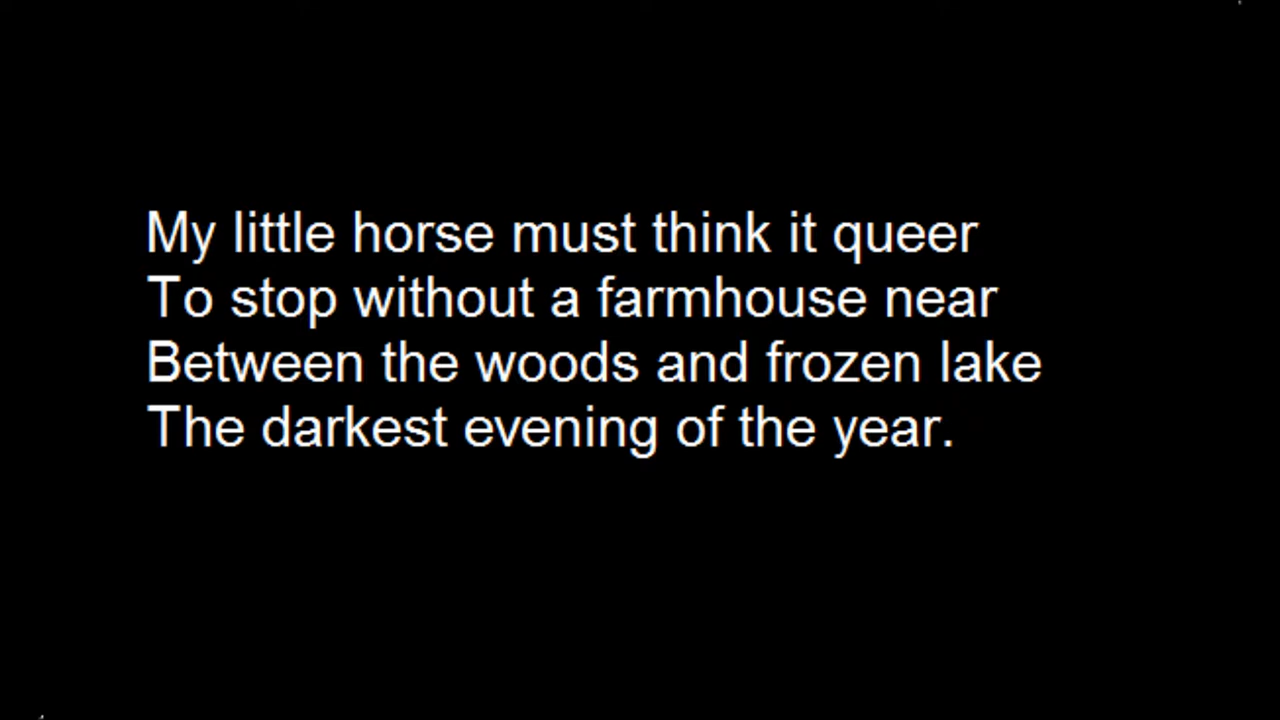 My little horse must think it queer
To stop without a farmhouse near
Between the woods and frozen lake
The darkest evening of the year.